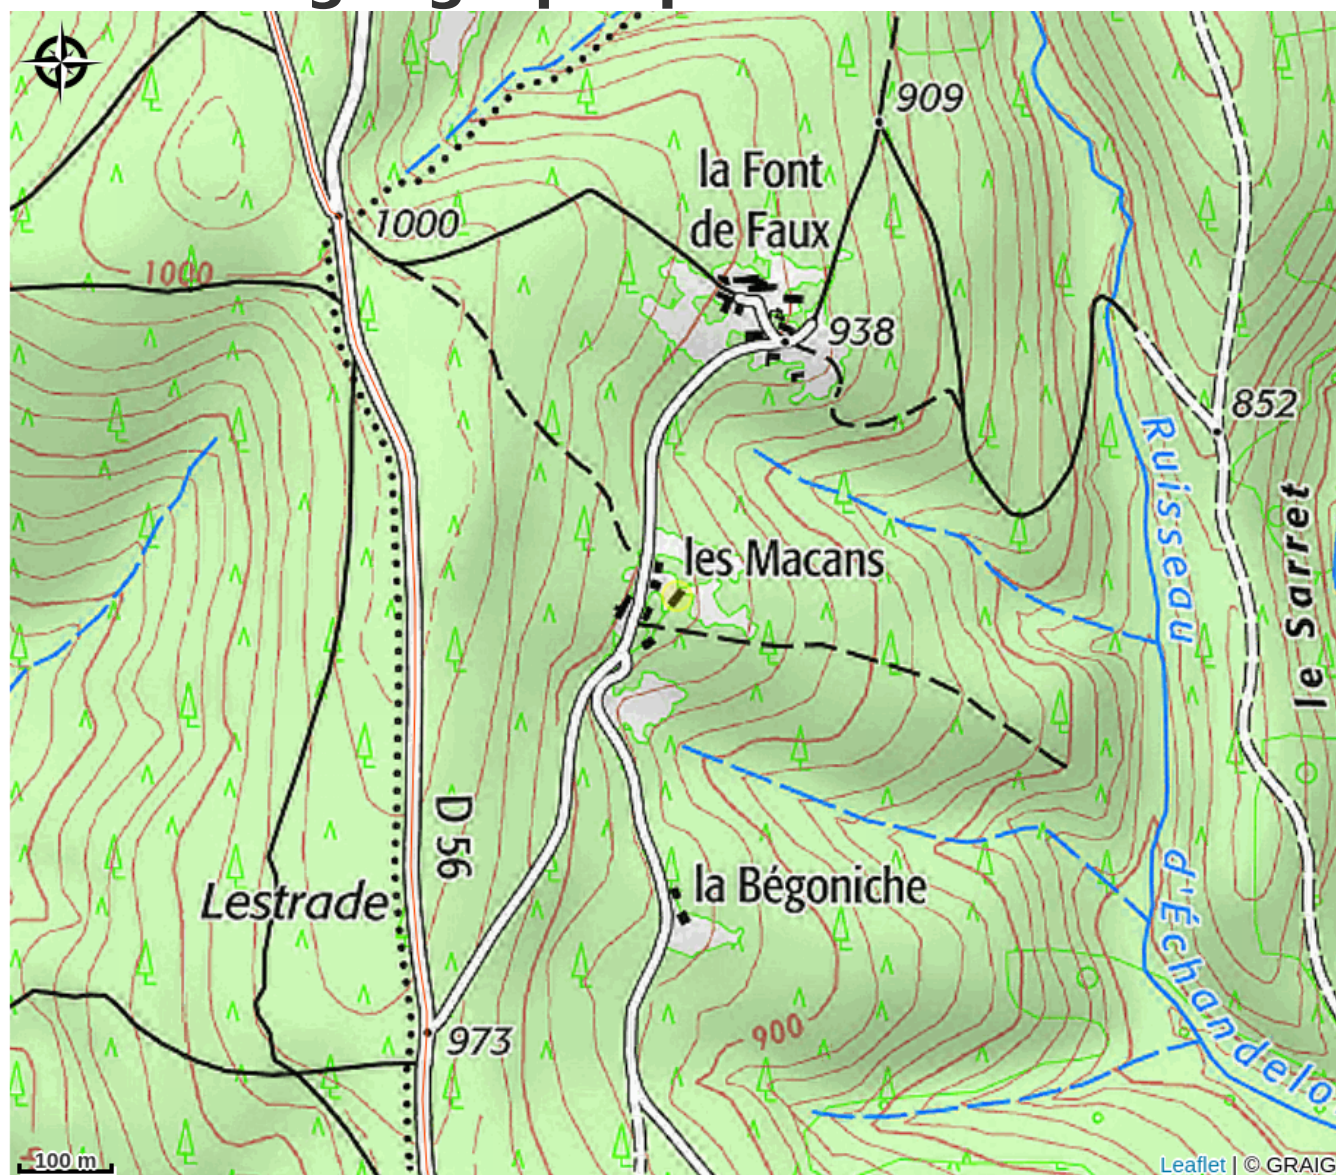 909
la Font
de Faux
1000
1000
938
852
Ruisseau
les Macans
le Sarret
D 56
la Bégoniche
Lestrade
d'Échandelo
900
973
100 m
Leaflet | © GRAIG